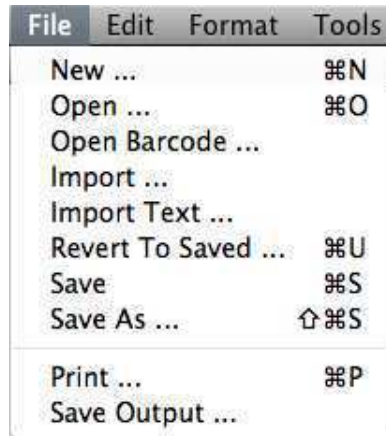 File Edit Format Tools
New ... ⌘N
Open ... ⌘O
Open Barcode ...
Import ...
Import Text ...
Revert To Saved ... ⌘U
Save ⌘S
Save As ... ⇧⌘S
Print ... ⌘P
Save Output ...